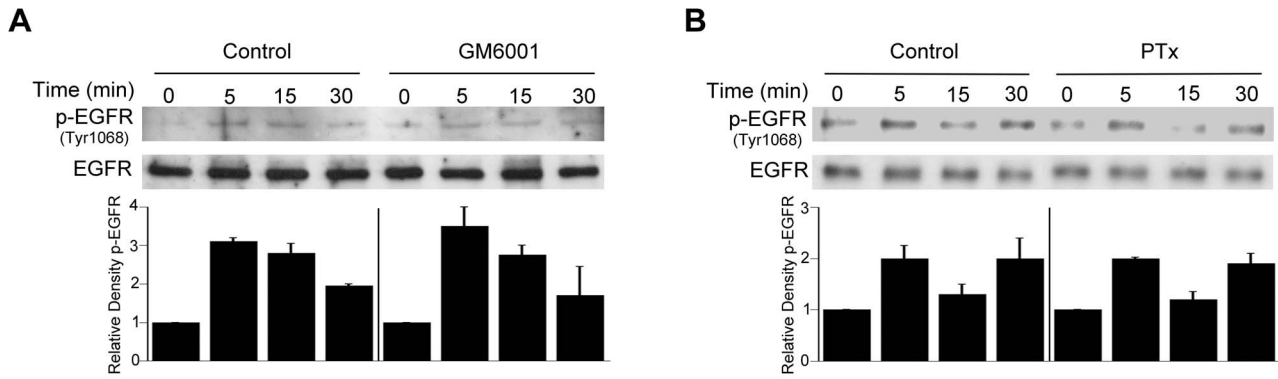 A
Control GM6001
Time (min) 0 5 15 30 0 5 15 30
p-EGFR
(Tyr1068)
EGFR
Relative Density p-EGFR
4
3
2
1
0
B
Control PTx
Time (min) 0 5 15 30 0 5 15 30
p-EGFR
(Tyr1068)
EGFR
Relative Density p-EGFR
3
2
1
0